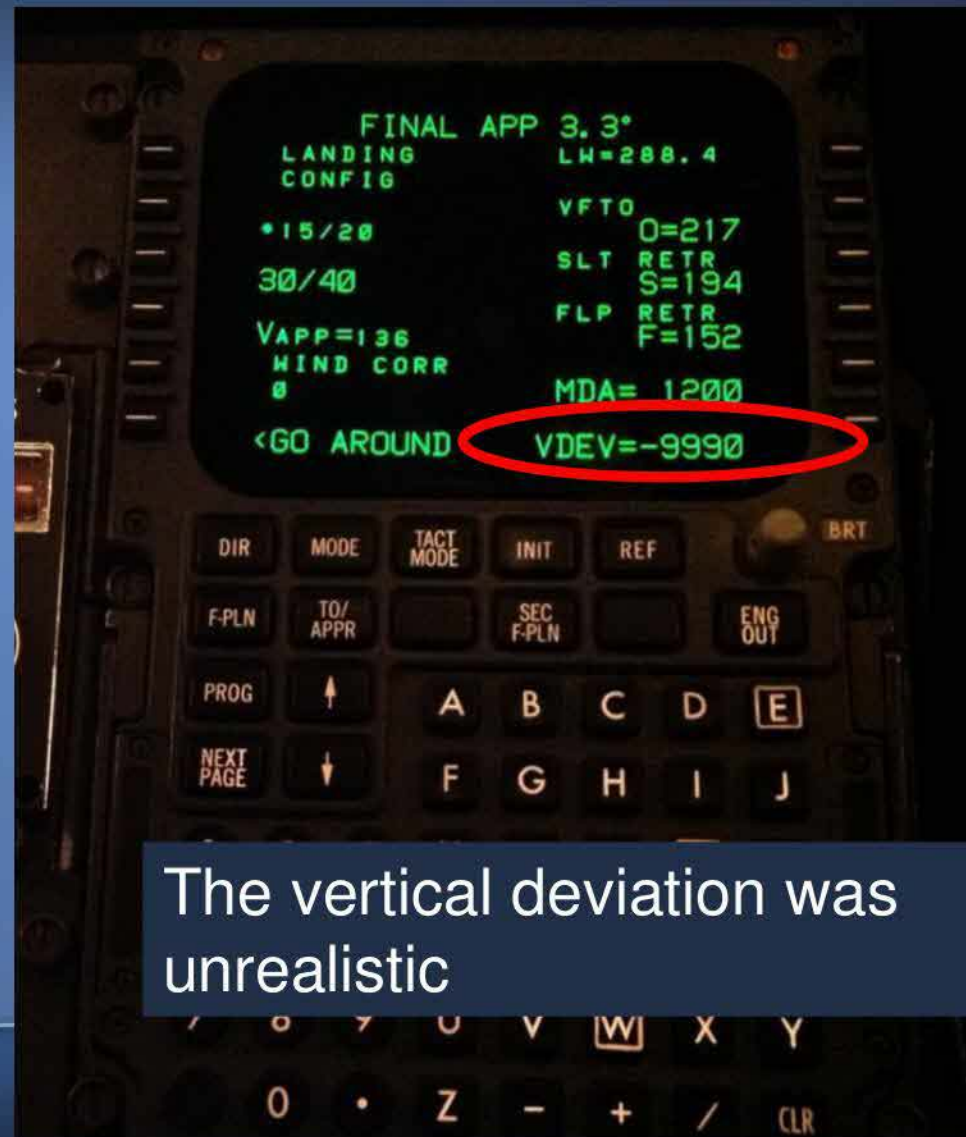 FINAL APP 3.3°
LANDING LW=288.4
CONFIG
VFTO
*15/20 O=217
SLT RETR
30/40 S=194
FLP RETR
VAPP=136 F=152
WIND CORR
0 MDA= 1200
<GO AROUND VDEV=-9990
BRT
DIR MODE TACT MODE INIT REF
F-PLN TO/ APPR SEC F-PLN ENG OUT
PROG ↑ A B C D E
NEXT PAGE ↓ F G H I J
The vertical deviation was
unrealistic
U V W X Y
0 • Z - + / CLR